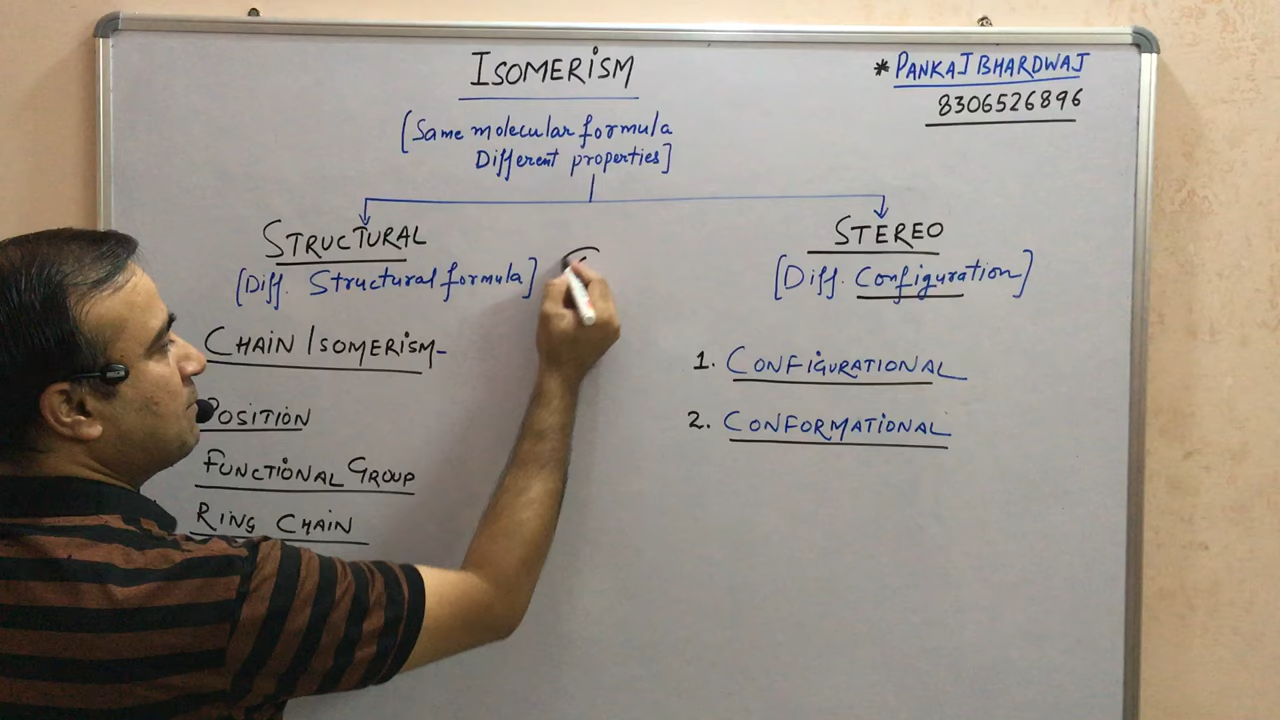 ISOMERISM
* PANKAJ BHARDWAJ
8306526896
[Same molecular formula
Different properties]
STRUCTURAL
[Diff. Structural formula]
CHAIN ISOMERISM-
POSITION
FUNCTIONAL GROUP
RING CHAIN
STEREO
[Diff. Configuration]
1. CONFIGURATIONAL
2. CONFORMATIONAL